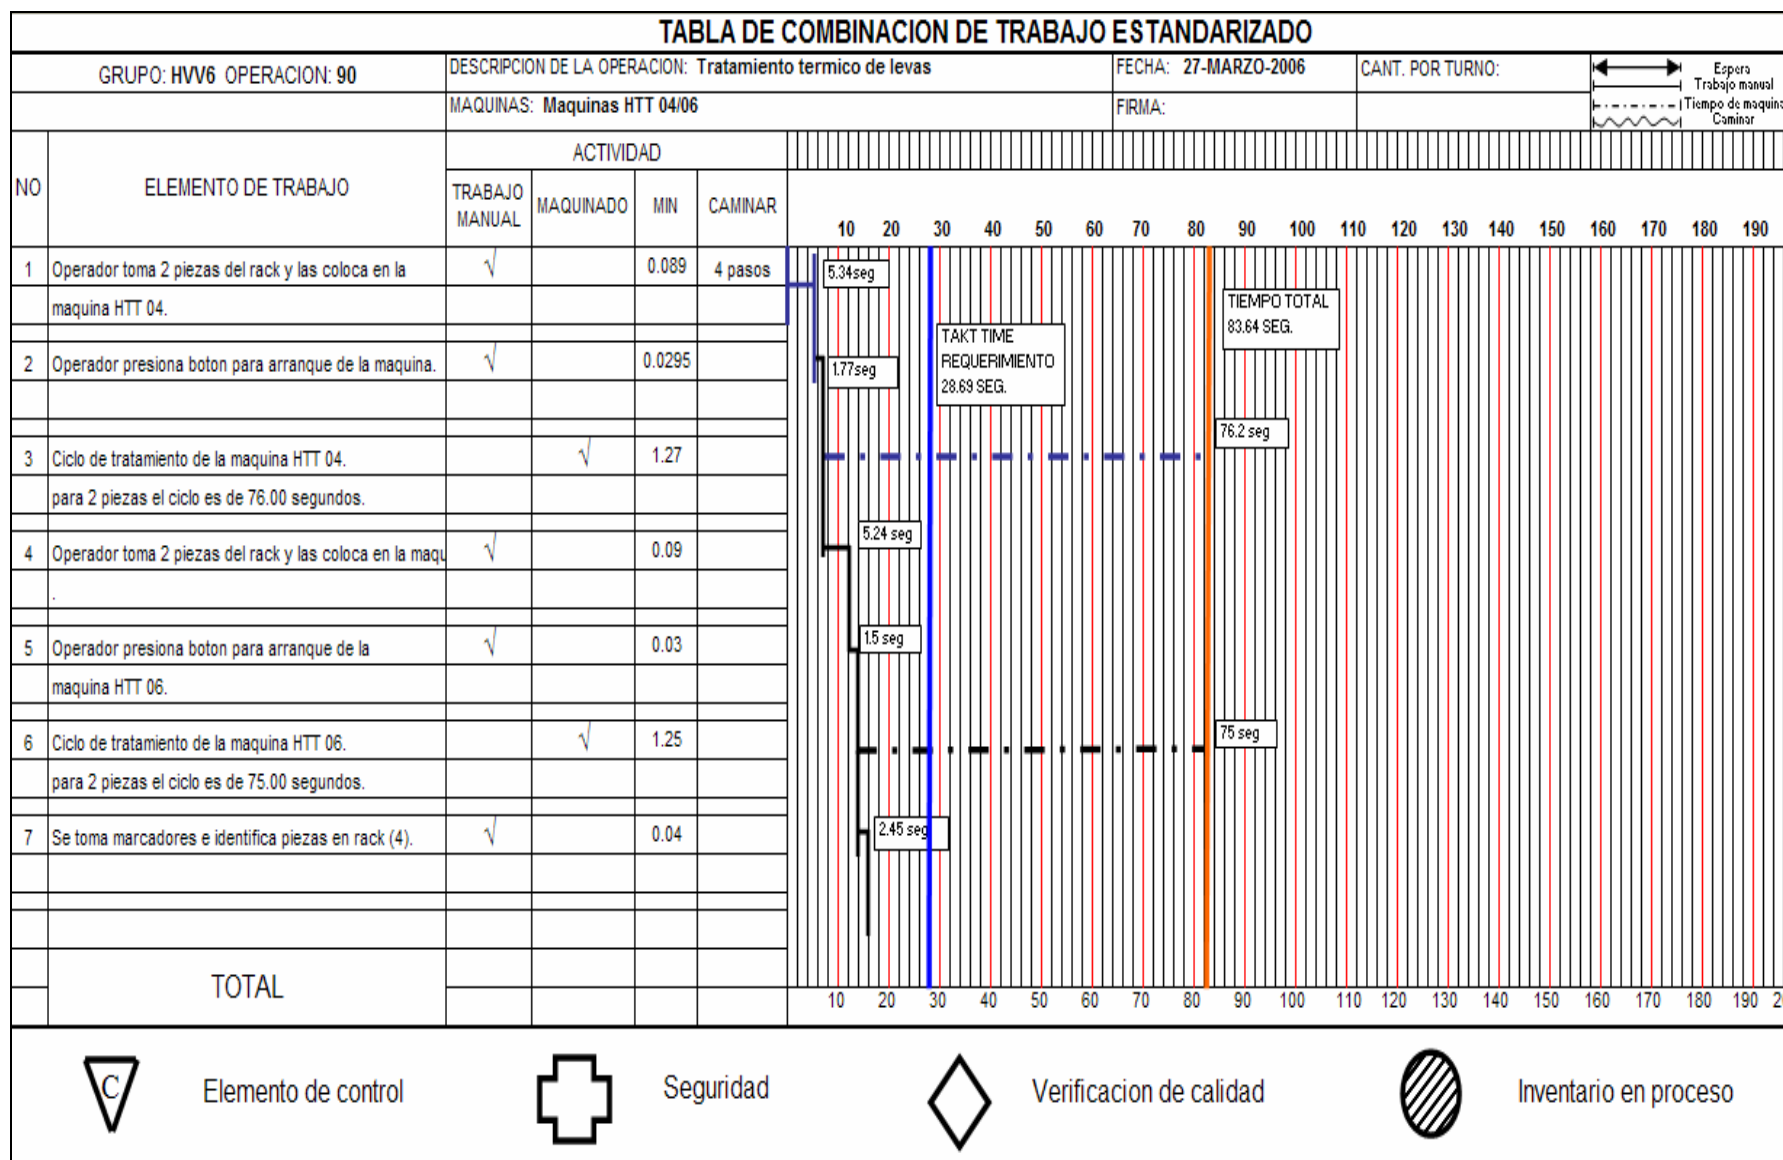 TABLA DE COMBINACION DE TRABAJO ESTANDARIZADO
GRUPO: HVV6 OPERACION: 90
DESCRIPCION DE LA OPERACION: Tratamiento termico de levas
FECHA: 27-MARZO-2006
CANT. POR TURNO:
Espera
Trabajo manual
Tiempo de maquina
Caminar
MAQUINAS: Maquinas HTT 04/06
FIRMA:
NO
ELEMENTO DE TRABAJO
ACTIVIDAD
TRABAJO MANUAL
MAQUINADO
MIN
CAMINAR
10 20 30 40 50 60 70 80 90 100 110 120 130 140 150 160 170 180 190
1 Operador toma 2 piezas del rack y las coloca en la √ 0.089 4 pasos
maquina HTT 04.
5.34seg
TIEMPO TOTAL
83.64 SEG.
TAKT TIME
REQUERIMIENTO
28.69 SEG.
2 Operador presiona boton para arranque de la maquina. √ 0.0295
1.77seg
3 Ciclo de tratamiento de la maquina HTT 04. √ 1.27
para 2 piezas el ciclo es de 76.00 segundos.
76.2 seg
4 Operador toma 2 piezas del rack y las coloca en la maqu √ 0.09
.
5.24 seg
5 Operador presiona boton para arranque de la √ 0.03
maquina HTT 06.
1.5 seg
6 Ciclo de tratamiento de la maquina HTT 06. √ 1.25
para 2 piezas el ciclo es de 75.00 segundos.
75 seg
7 Se toma marcadores e identifica piezas en rack (4). √ 0.04
2.45 seg
TOTAL
10 20 30 40 50 60 70 80 90 100 110 120 130 140 150 160 170 180 190 2
C Elemento de control
Seguridad
Verificacion de calidad
Inventario en proceso